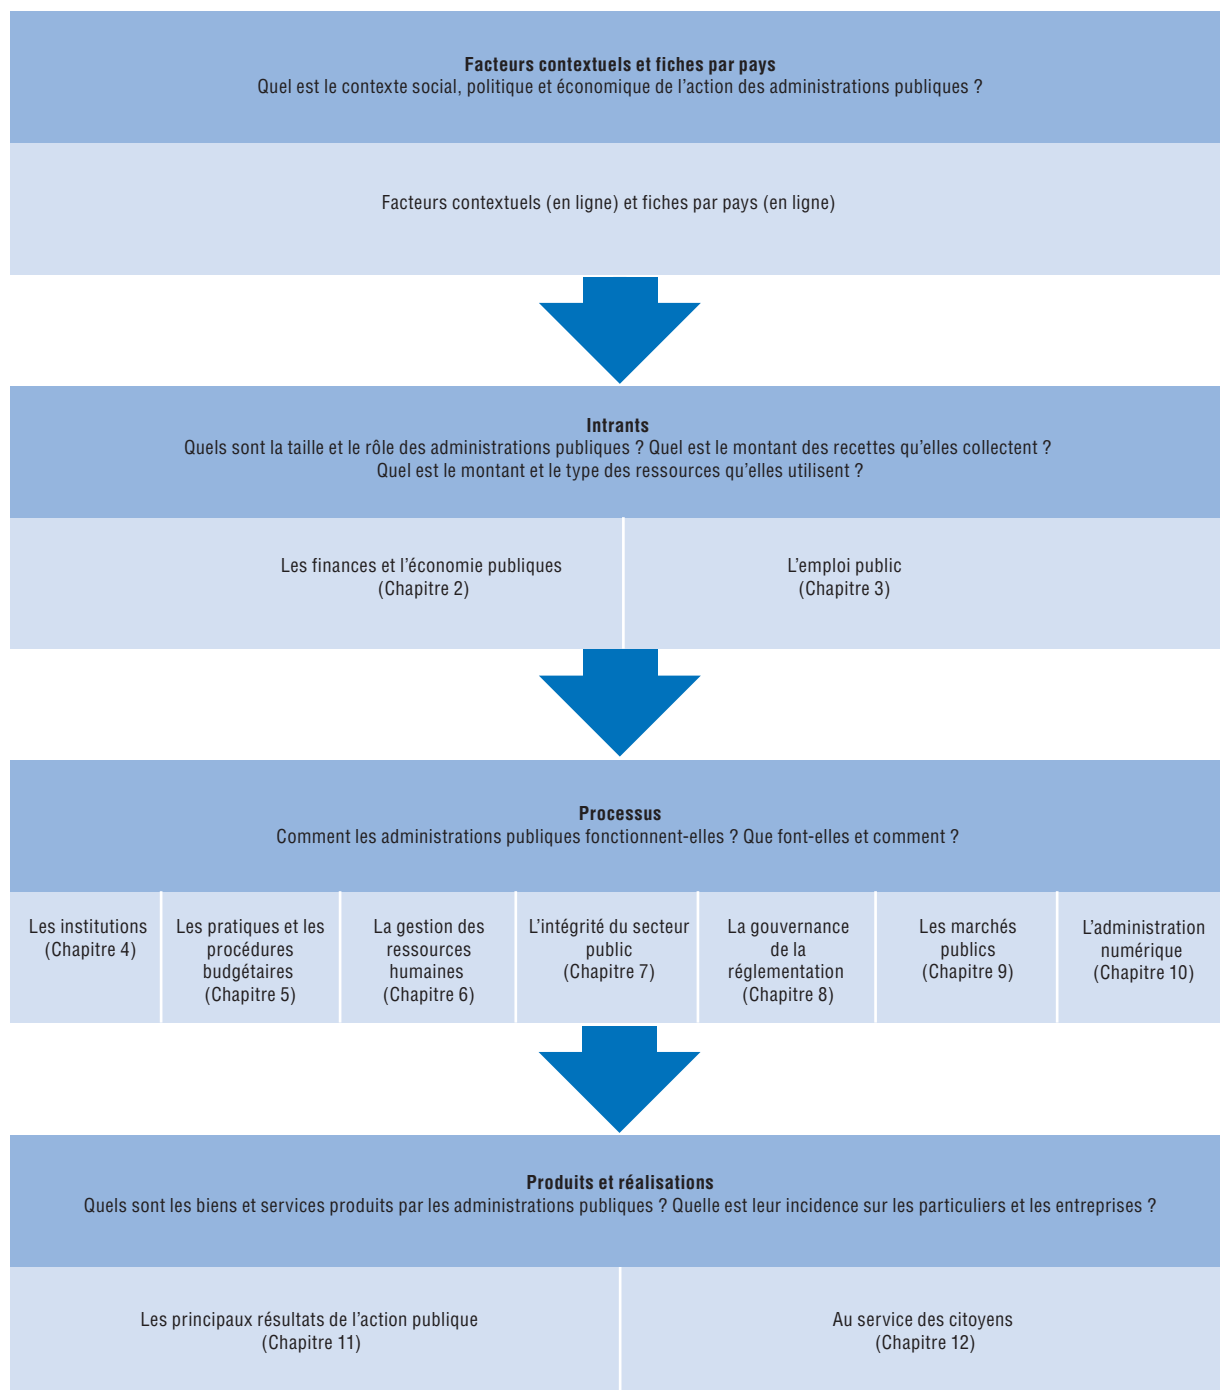 Facteurs contextuels et fiches par pays
Quel est le contexte social, politique et économique de l'action des administrations publiques ?
Facteurs contextuels (en ligne) et fiches par pays (en ligne)
Intrants
Quels sont la taille et le rôle des administrations publiques ? Quel est le montant des recettes qu'elles collectent ?
Quel est le montant et le type des ressources qu'elles utilisent ?
Les finances et l'économie publiques
(Chapitre 2)
L'emploi public
(Chapitre 3)
Processus
Comment les administrations publiques fonctionnent-elles ? Que font-elles et comment ?
Les institutions
(Chapitre 4)
Les pratiques et les
procédures
budgétaires
(Chapitre 5)
La gestion des
ressources
humaines
(Chapitre 6)
L'intégrité du secteur
public
(Chapitre 7)
La gouvernance
de la
réglementation
(Chapitre 8)
Les marchés
publics
(Chapitre 9)
L'administration
numérique
(Chapitre 10)
Produits et réalisations
Quels sont les biens et services produits par les administrations publiques ? Quelle est leur incidence sur les particuliers et les entreprises ?
Les principaux résultats de l'action publique
(Chapitre 11)
Au service des citoyens
(Chapitre 12)